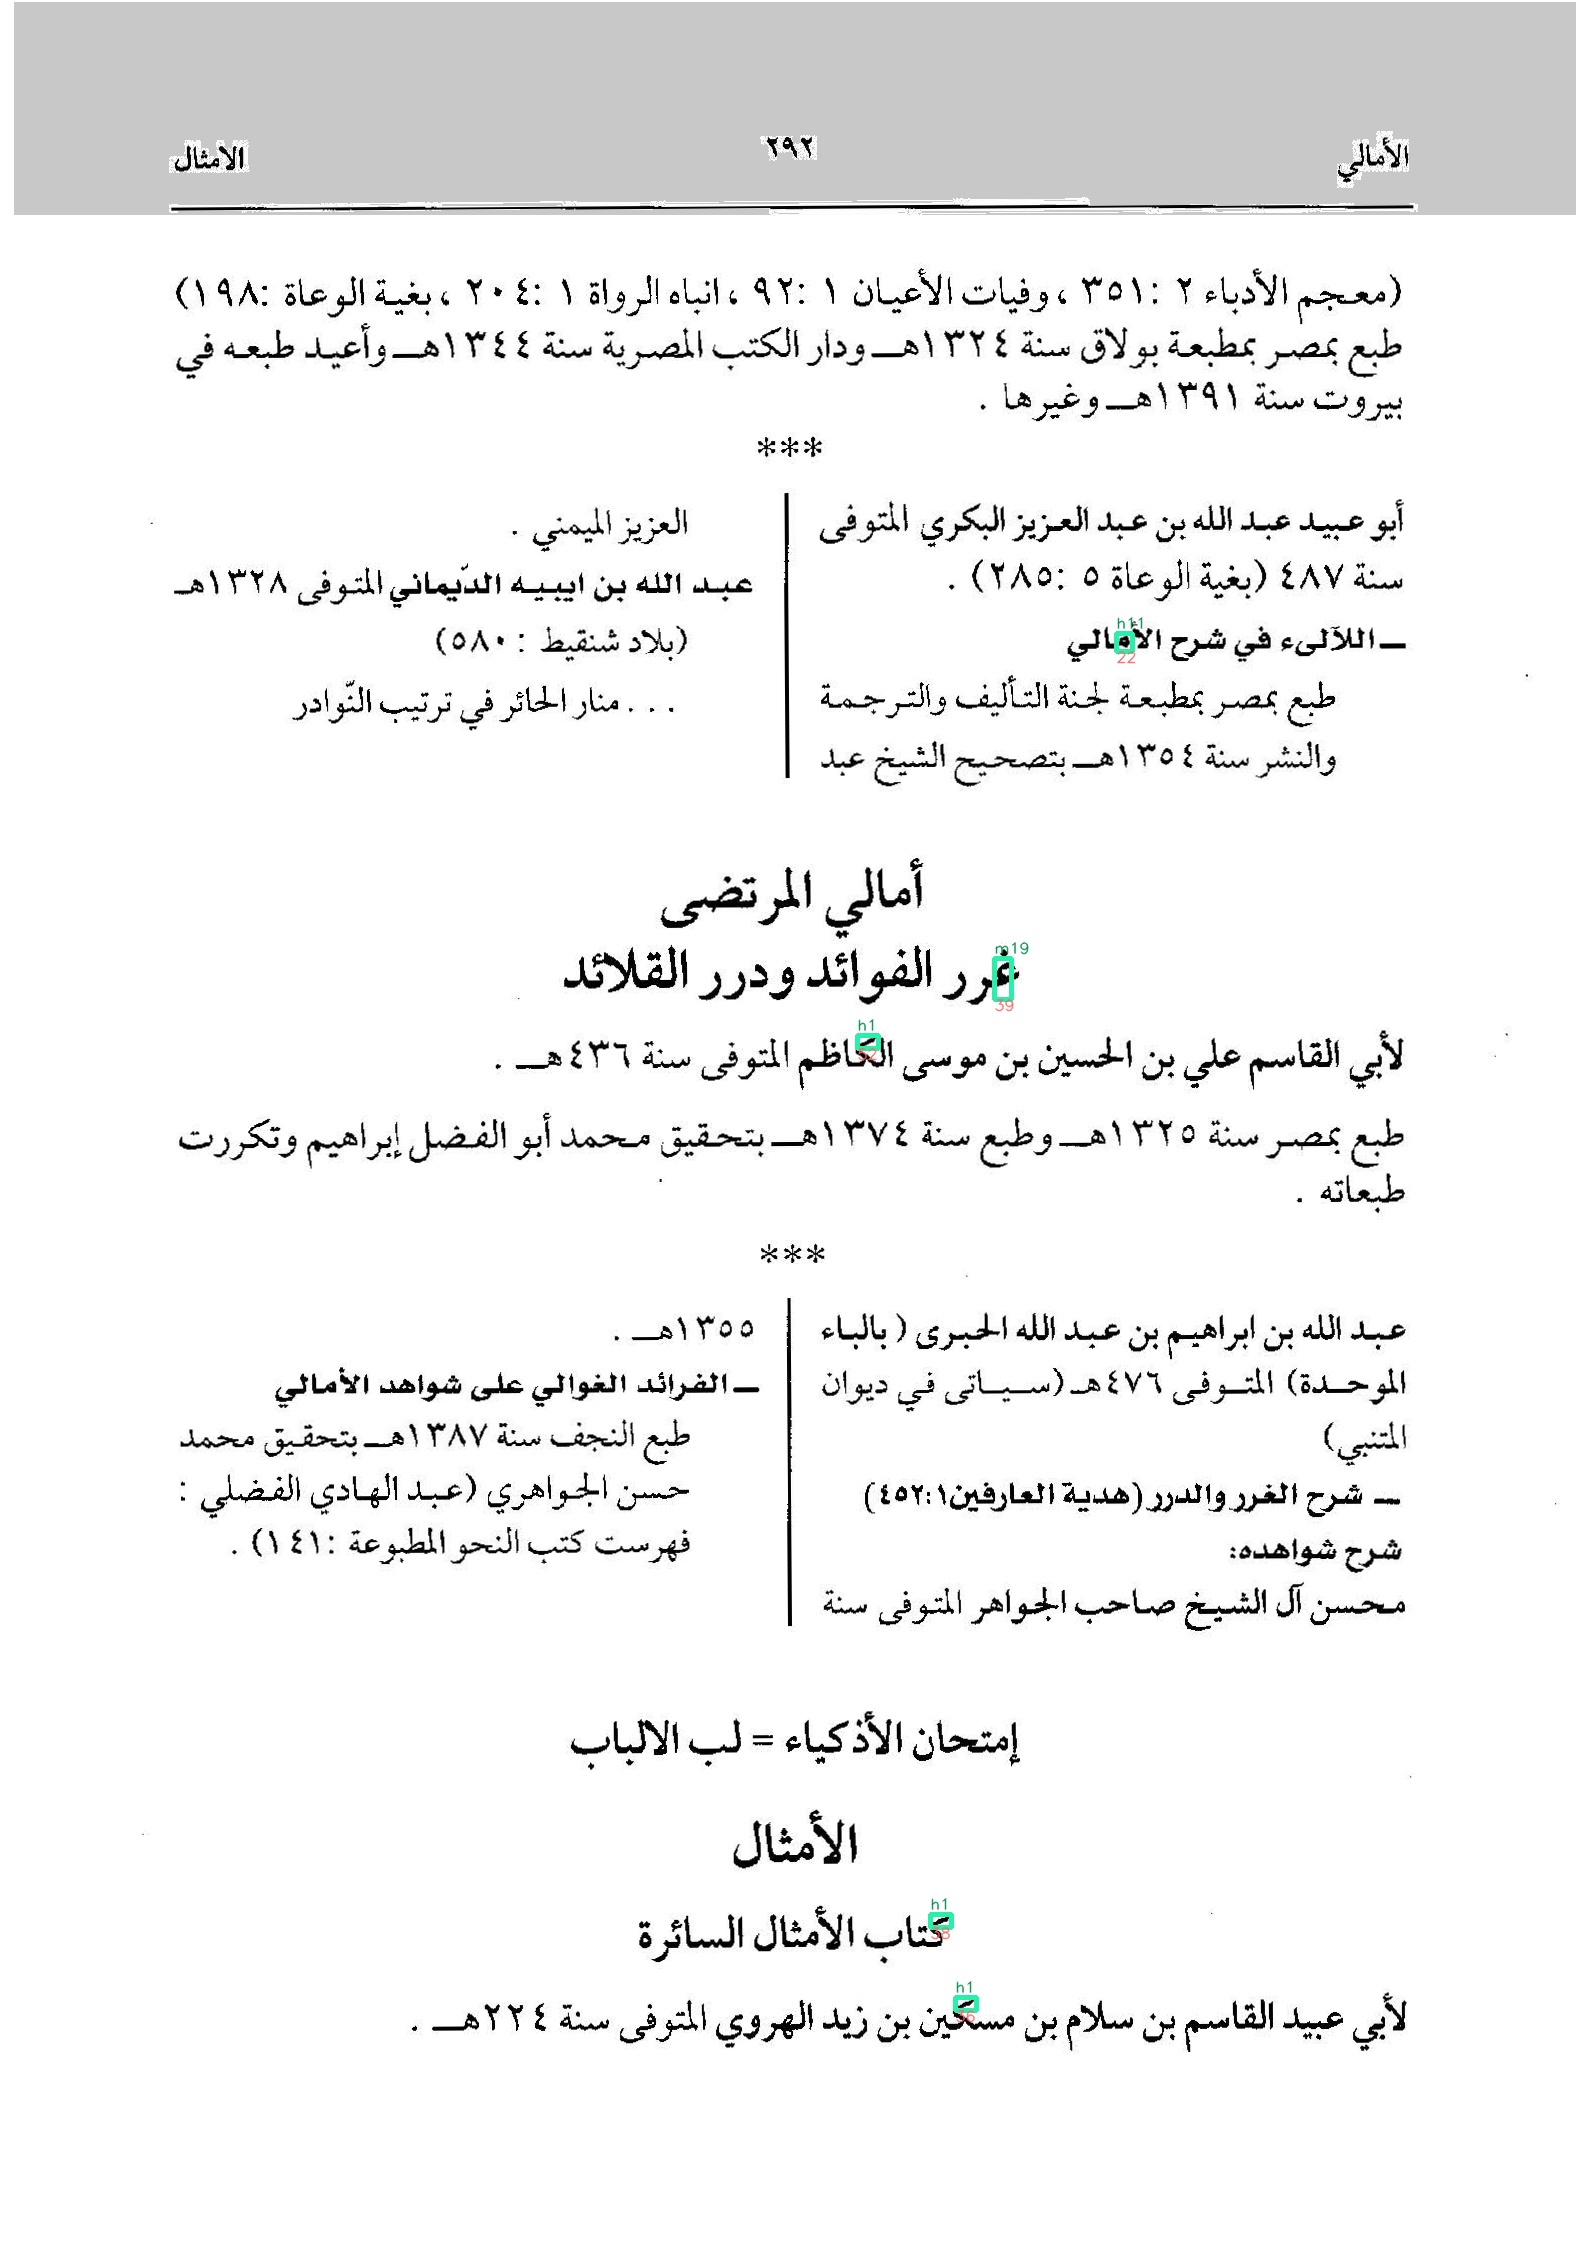 الأمالي
٢٩٢
الامثال
(معجم الأدباء ٢ :٣٥١ ، وفيات الأعيان ١ :٩٢ ، انباه الرواة ١ :٢٠٤ ، بغية الوعاة :١٩٨)
طبع بمصر بمطبعة بولاق سنة ١٣٢٤هـ ودار الكتب المصرية سنة ١٣٤٤هـ وأعيد طبعه في
بيروت سنة ١٣٩١هـ وغيرها .
***
أبو عبيد عبد الله بن عبد العزيز البكري المتوفى
سنة ٤٨٧ (بغية الوعاة ٥ :٢٨٥) .
ـ اللآلىء في شرح الأمالي
طبع بمصر بمطبعة لجنة التأليف والترجمة
والنشر سنة ١٣٥٤هـ بتصحيح الشيخ عبد
العزيز الميمني .
عبد الله بن ايبيه الدّيماني المتوفى ١٣٢٨هـ
(بلاد شنقيط : ٥٨٠)
. . . منار الحائر في ترتيب النّوادر
أمالي المرتضى
غرر الفوائد ودرر القلائد
لأبي القاسم علي بن الحسين بن موسى الكاظم المتوفى سنة ٤٣٦هـ .
طبع بمصر سنة ١٣٢٥هـ وطبع سنة ١٣٧٤هـ بتحقيق محمد أبو الفضل إبراهيم وتكررت
طبعاته .
***
عبد الله بن ابراهيم بن عبد الله الحبرى ( بالباء
الموحدة) المتوفى ٤٧٦هـ (سياتى في ديوان
المتنبي)
ـ شرح الغرر والدرر (هدية العارفين١:٤٥٢)
شرح شواهده:
محسن آل الشيخ صاحب الجواهر المتوفى سنة
١٣٥٥هـ .
ـ الفرائد الغوالي على شواهد الأمالي
طبع النجف سنة ١٣٨٧هـ بتحقيق محمد
حسن الجواهري (عبد الهادي الفضلي :
فهرست كتب النحو المطبوعة :١٤١) .
إمتحان الأذكياء = لب الالباب
الأمثال
كتاب الأمثال السائرة
لأبي عبيد القاسم بن سلام بن مسكين بن زيد الهروي المتوفى سنة ٢٢٤هـ .